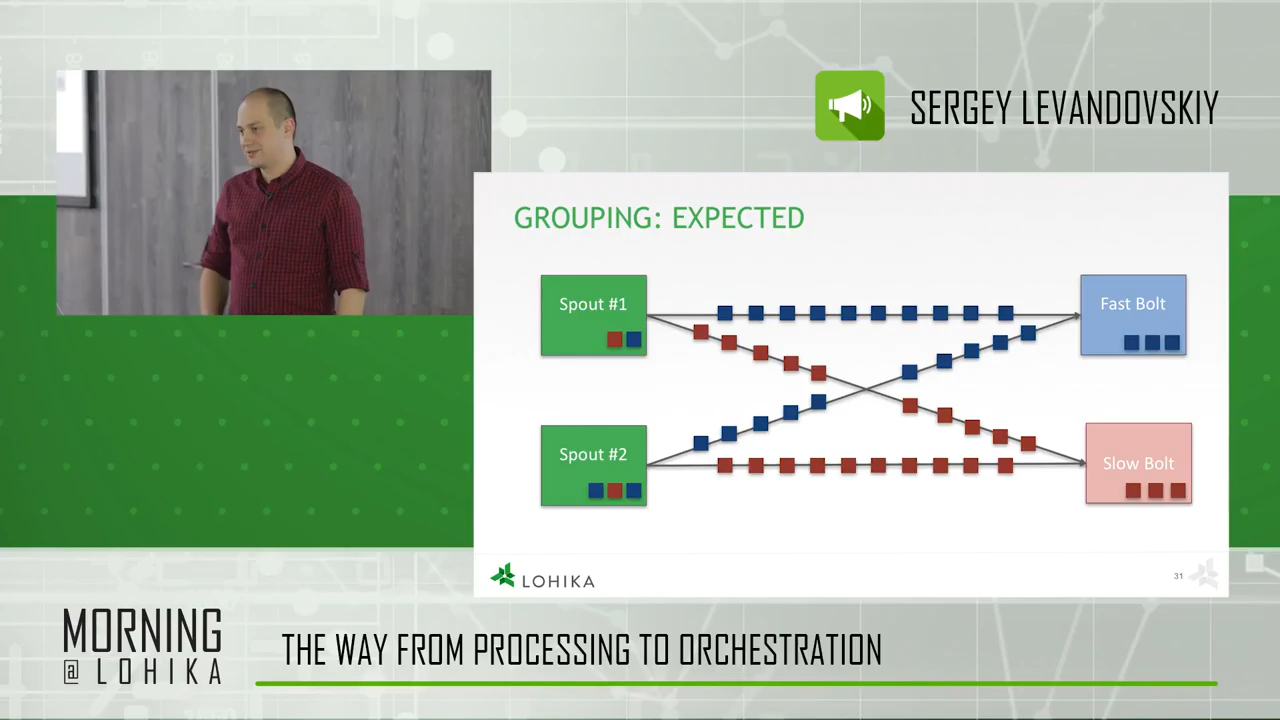 SERGEY LEVANDOVSKIY
GROUPING: EXPECTED
Spout #1
Fast Bolt
Spout #2
Slow Bolt
LOHIKA
31
MORNING
@ LOHIKA
THE WAY FROM PROCESSING TO ORCHESTRATION